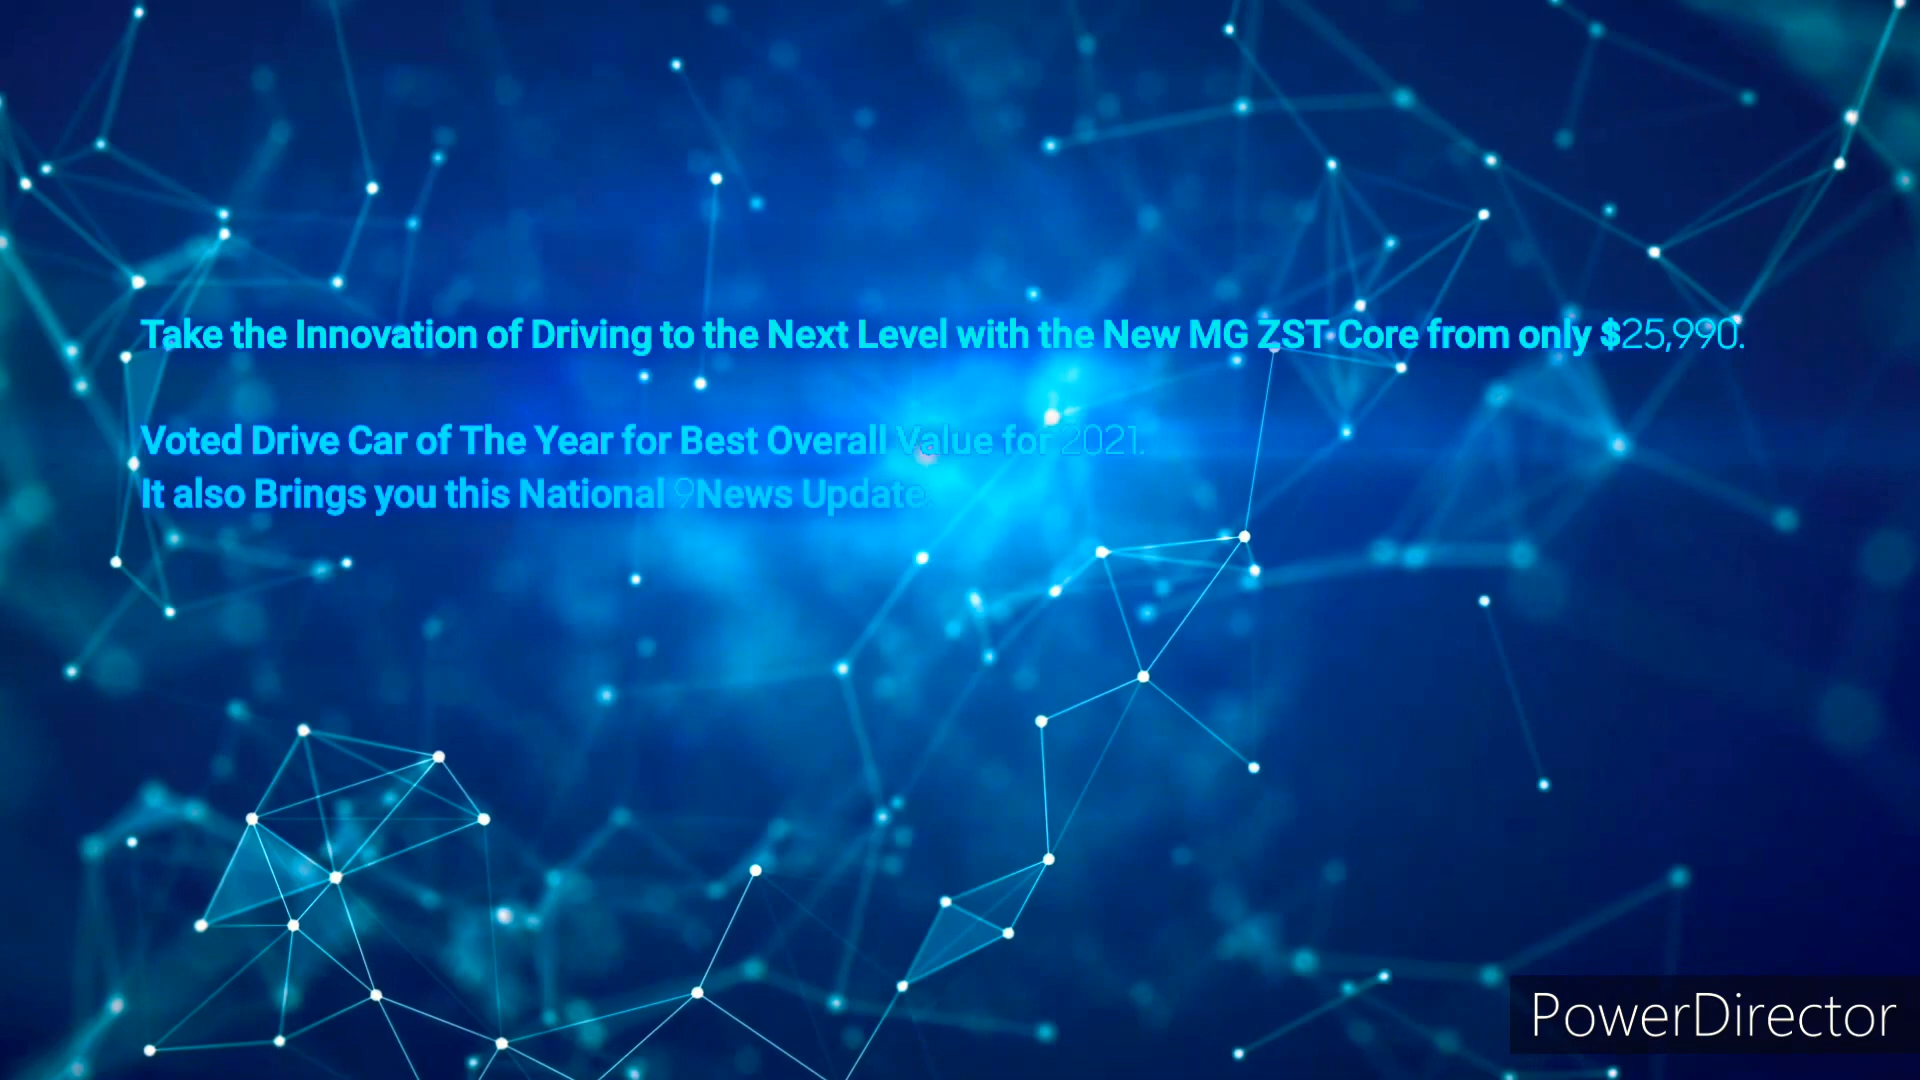 Take the Innovation of Driving to the Next Level with the New MG ZST Core from only $25,990.
Voted Drive Car of The Year for Best Overall Value for 2021.
It also Brings you this National 9News Update.
PowerDirector